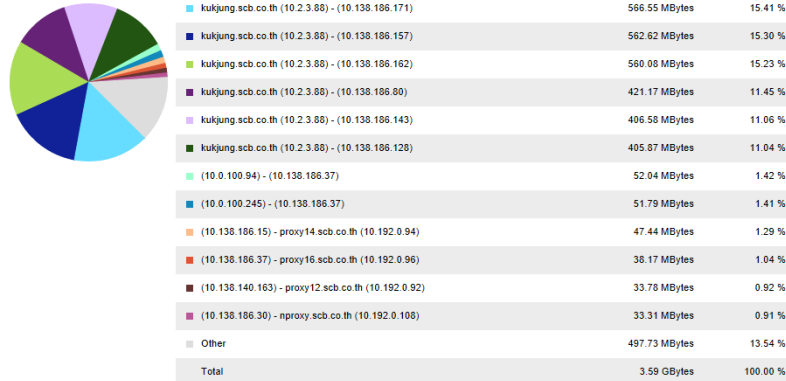 kukjung.scb.co.th (10.2.3.88) - (10.138.186.171) 566.55 MBytes 15.41 %
kukjung.scb.co.th (10.2.3.88) - (10.138.186.157) 562.62 MBytes 15.30 %
kukjung.scb.co.th (10.2.3.88) - (10.138.186.162) 560.08 MBytes 15.23 %
kukjung.scb.co.th (10.2.3.88) - (10.138.186.80) 421.17 MBytes 11.45 %
kukjung.scb.co.th (10.2.3.88) - (10.138.186.143) 406.58 MBytes 11.06 %
kukjung.scb.co.th (10.2.3.88) - (10.138.186.128) 405.87 MBytes 11.04 %
(10.0.100.94) - (10.138.186.37) 52.04 MBytes 1.42 %
(10.0.100.245) - (10.138.186.37) 51.79 MBytes 1.41 %
(10.138.186.15) - proxy14.scb.co.th (10.192.0.94) 47.44 MBytes 1.29 %
(10.138.186.37) - proxy16.scb.co.th (10.192.0.96) 38.17 MBytes 1.04 %
(10.138.140.163) - proxy12.scb.co.th (10.192.0.92) 33.78 MBytes 0.92 %
(10.138.186.30) - nproxy.scb.co.th (10.192.0.108) 33.31 MBytes 0.91 %
Other 497.73 MBytes 13.54 %
Total 3.59 GBytes 100.00 %